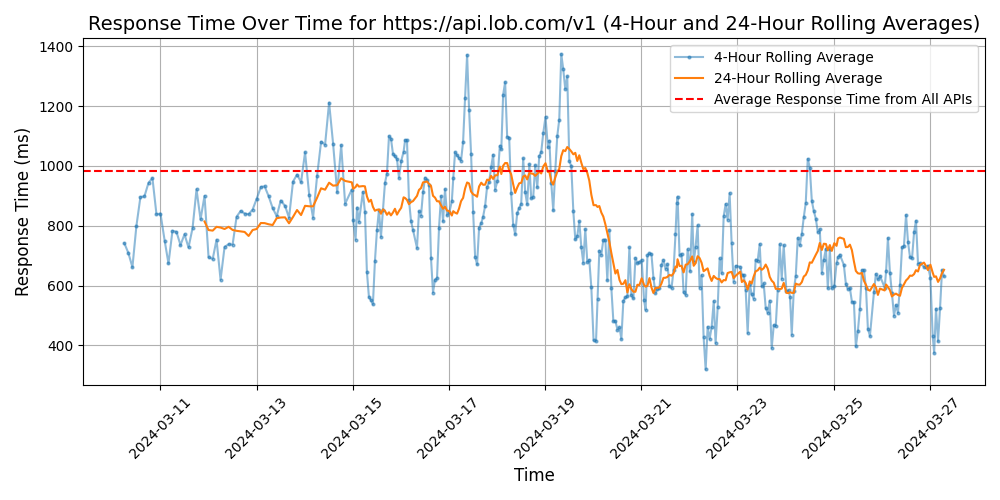 Response Time Over Time for https://api.lob.com/v1 (4-Hour and 24-Hour Rolling Averages)
4-Hour Rolling Average
24-Hour Rolling Average
Average Response Time from All APIs
Response Time (ms)
1400
1200
1000
800
600
400
2024-03-11
2024-03-13
2024-03-15
2024-03-17
2024-03-19
2024-03-21
2024-03-23
2024-03-25
2024-03-27
Time